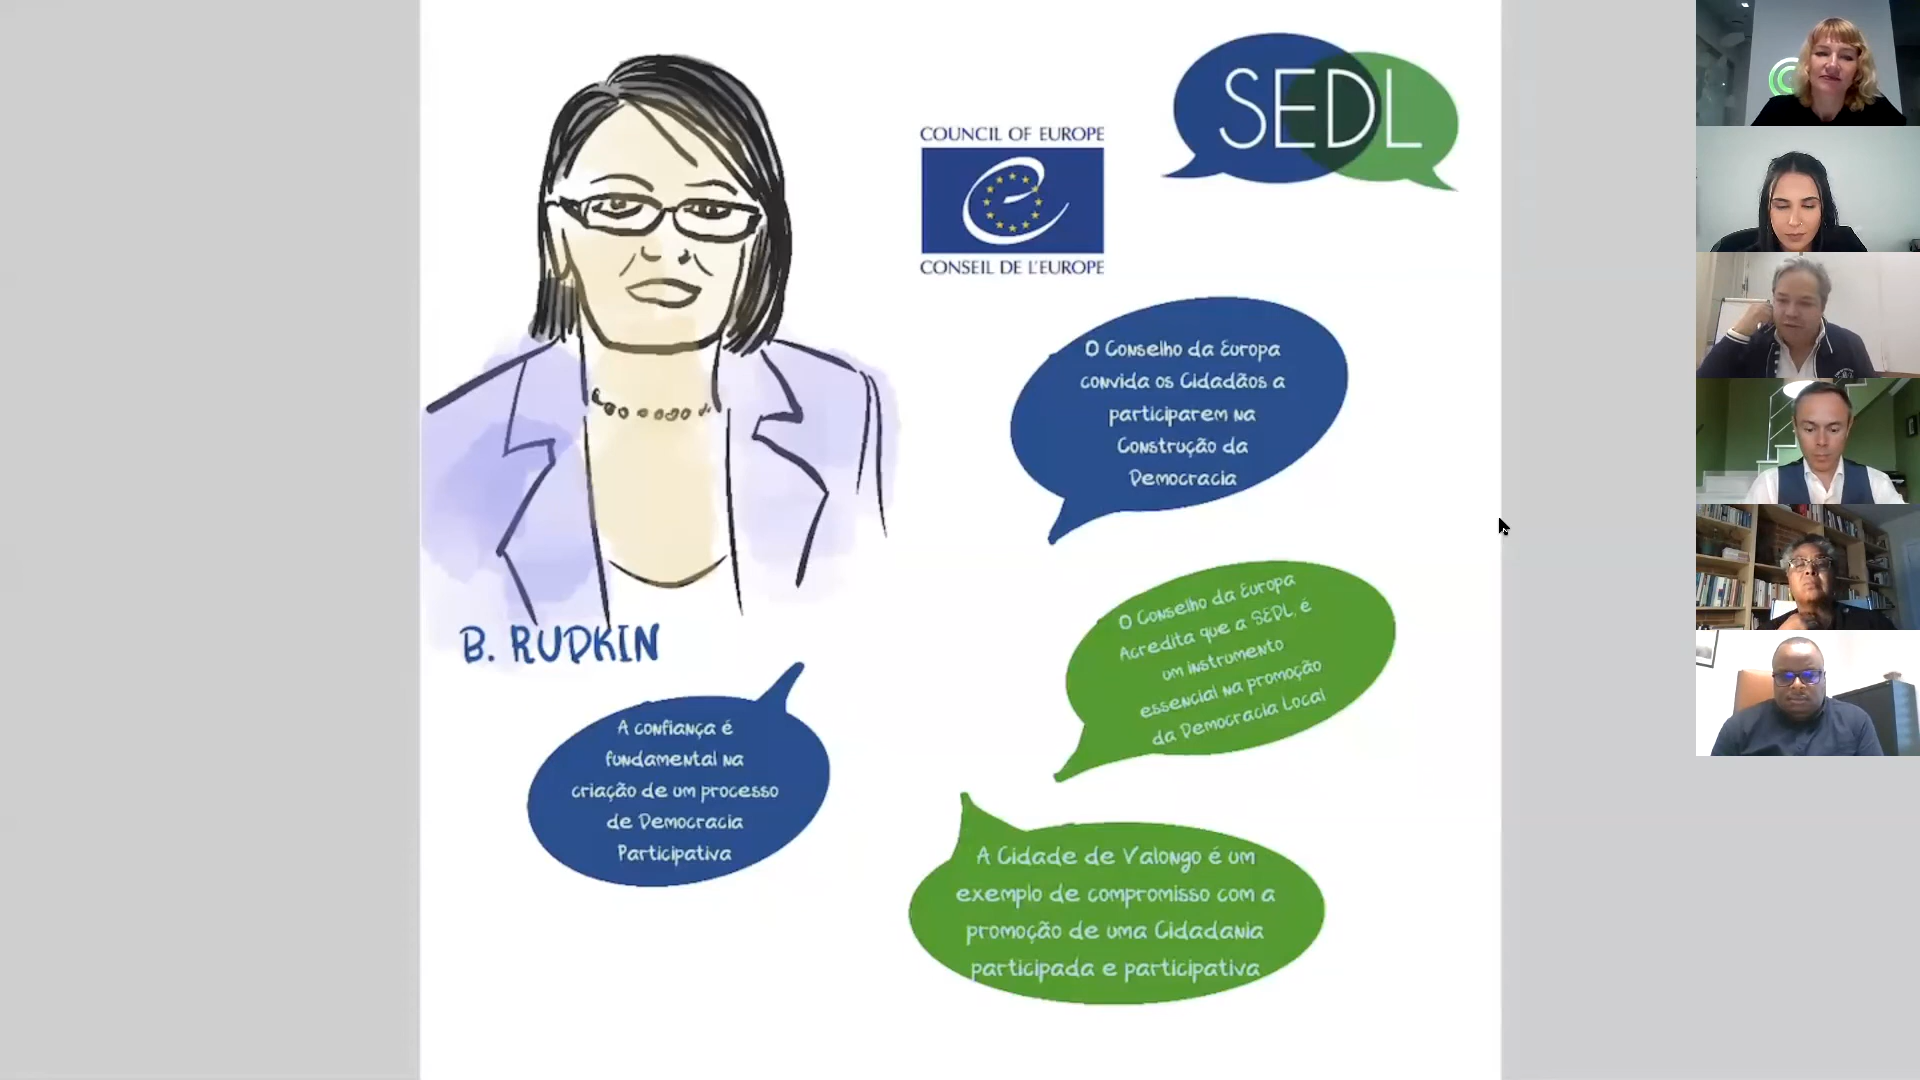 SEDL
COUNCIL OF EUROPE
CONSEIL DE L'EUROPE
O Conselho da Europa
convida os Cidadãos a
participarem na
Construção da
Democracia
O Conselho da Europa
Acredita que a SEDL, é
um instrumento
essencial na promoção
da Democracia Local
B. RUDKIN
A confiança é
fundamental na
criação de um processo
de Democracia
Participativa
A Cidade de Valongo é um
exemplo de compromisso com a
promoção de uma Cidadania
participada e participativa